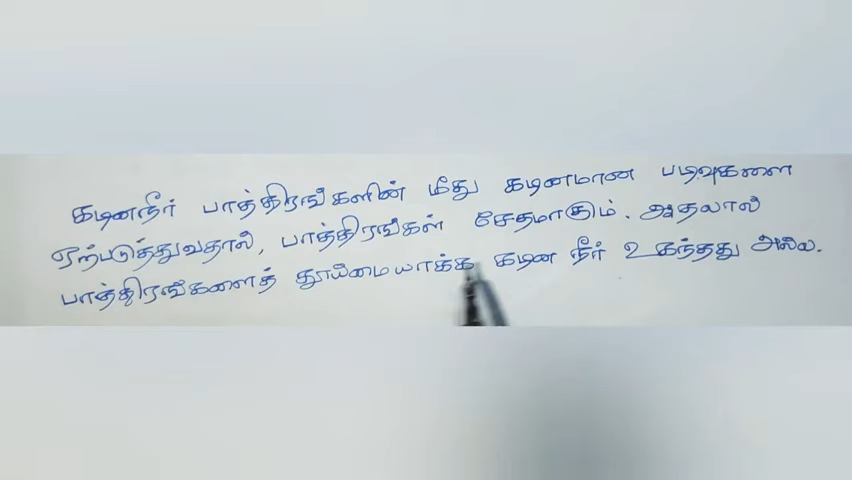 கடினநீர் பாத்திரங்களின் மீது கடினமான படிவுகளை
ஏற்படுத்துவதால், பாத்திரங்கள் சேதமாகும். அதலால்
பாத்திரங்களைத் தூய்மையாக்க கடின நீர் உகந்தது அல்ல.